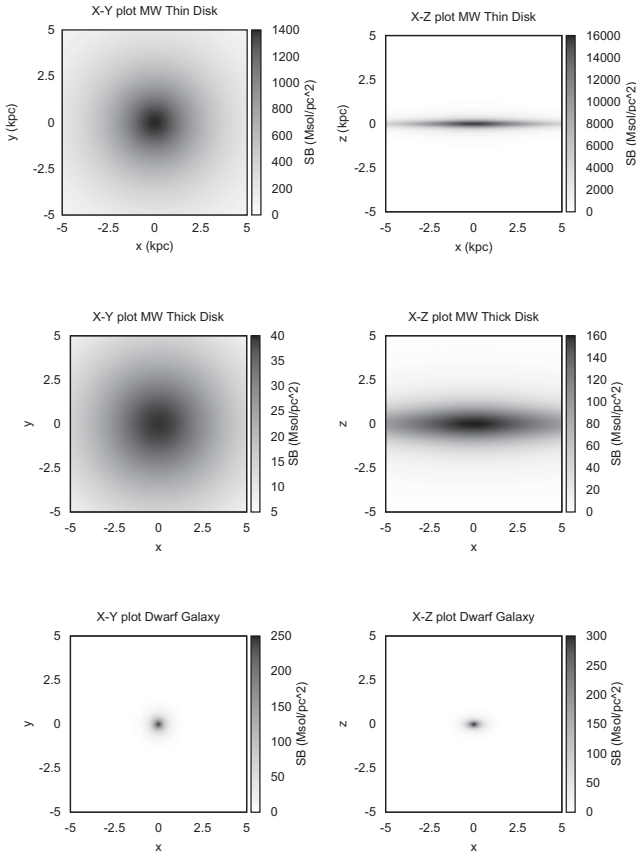 X-Y plot MW Thin Disk
5
2.5
0
-2.5
-5
y (kpc)
-5 -2.5 0 2.5 5
x (kpc)
1400
1200
1000
800
600
400
200
0
SB (Msol/pc^2)
X-Z plot MW Thin Disk
5
2.5
0
-2.5
-5
z (kpc)
-5 -2.5 0 2.5 5
x (kpc)
16000
14000
12000
10000
8000
6000
4000
2000
0
SB (Msol/pc^2)
X-Y plot MW Thick Disk
5
2.5
0
-2.5
-5
y
-5 -2.5 0 2.5 5
x
40
35
30
25
20
15
10
5
SB (Msol/pc^2)
X-Z plot MW Thick Disk
5
2.5
0
-2.5
-5
z
-5 -2.5 0 2.5 5
x
160
140
120
100
80
60
40
20
0
SB (Msol/pc^2)
X-Y plot Dwarf Galaxy
5
2.5
0
-2.5
-5
y
-5 -2.5 0 2.5 5
x
250
200
150
100
50
0
SB (Msol/pc^2)
X-Z plot Dwarf Galaxy
5
2.5
0
-2.5
-5
z
-5 -2.5 0 2.5 5
x
300
250
200
150
100
50
0
SB (Msol/pc^2)